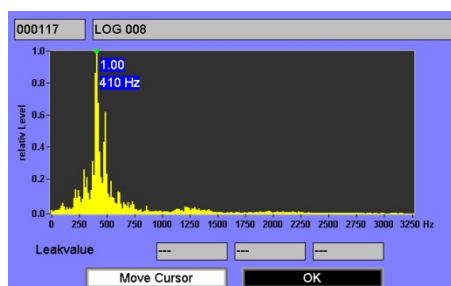 000117 LOG 008
1.0
1.00
410 Hz
0.8
0.6
0.4
0.2
0.0
relativ Level
0 250 500 750 1000 1250 1500 1750 2000 2250 2500 2750 3000 3250 Hz
Leakvalue --- --- ---
Move Cursor OK